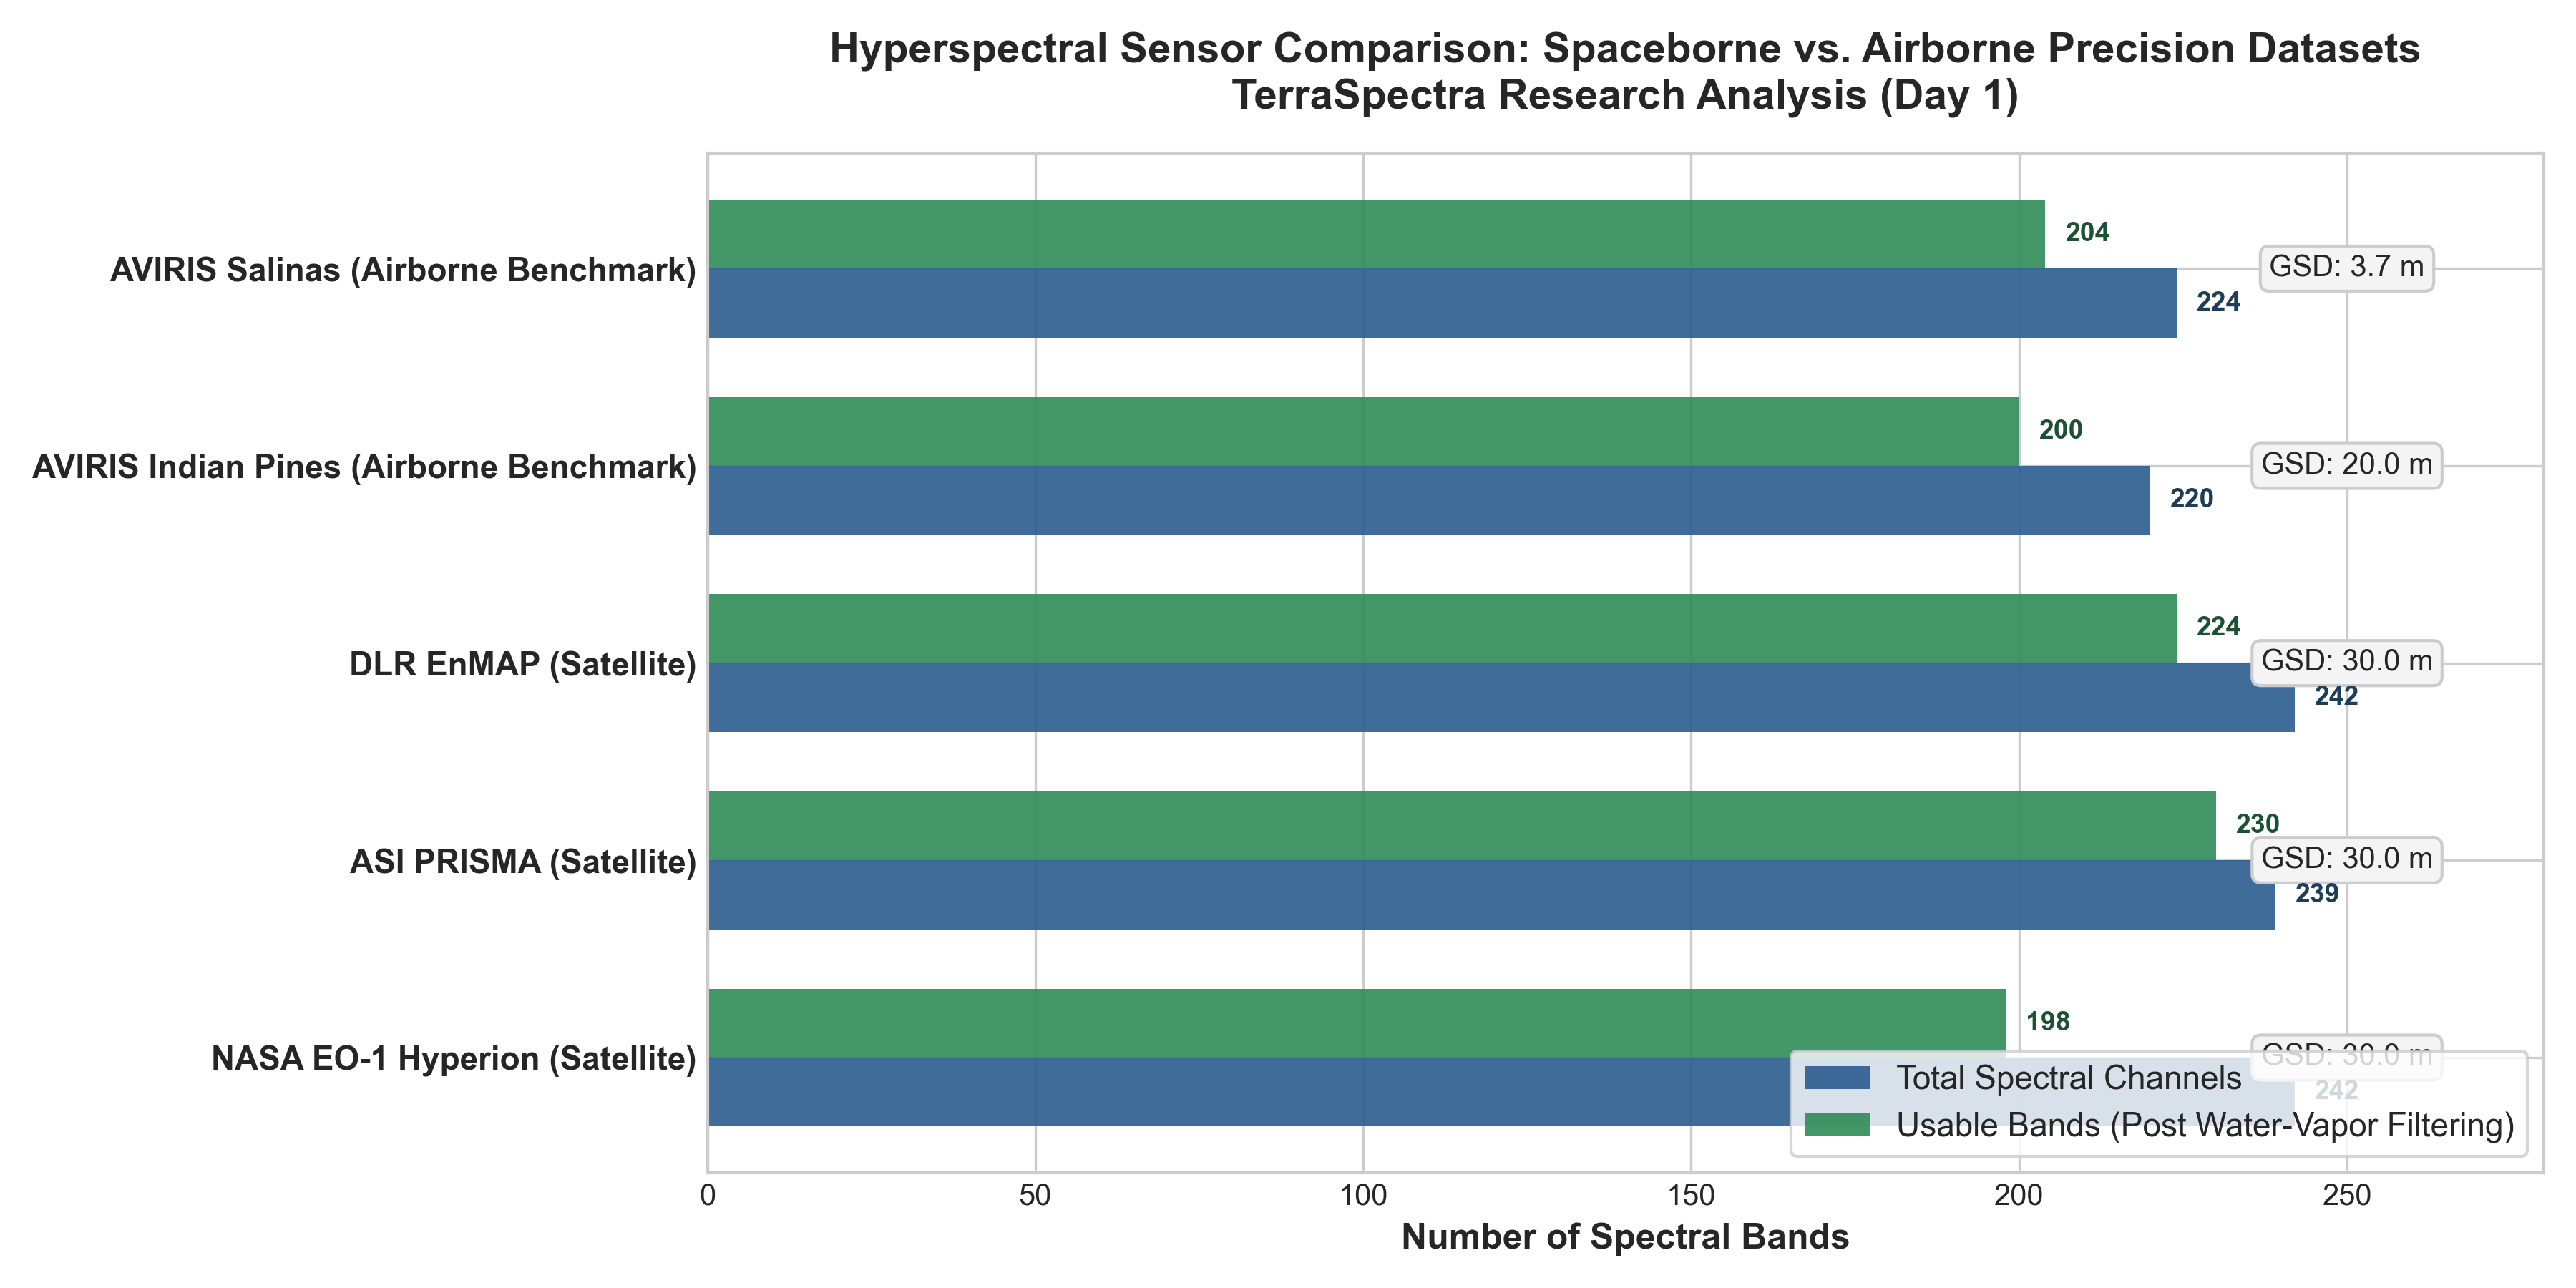 Hyperspectral Sensor Comparison: Spaceborne vs. Airborne Precision Datasets
TerraSpectra Research Analysis (Day 1)
AVIRIS Salinas (Airborne Benchmark)
204
GSD: 3.7 m
224
AVIRIS Indian Pines (Airborne Benchmark)
200
GSD: 20.0 m
220
DLR EnMAP (Satellite)
224
GSD: 30.0 m
242
ASI PRISMA (Satellite)
230
GSD: 30.0 m
239
NASA EO-1 Hyperion (Satellite)
198
GSD: 30.0 m
242
Total Spectral Channels
Usable Bands (Post Water-Vapor Filtering)
0 50 100 150 200 250
Number of Spectral Bands